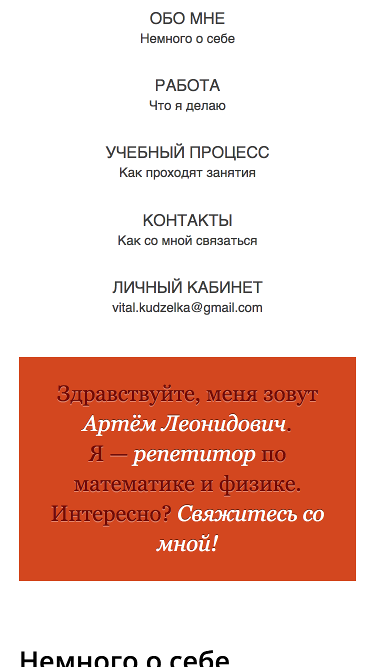 ОБО МНЕ
Немного о себе
РАБОТА
Что я делаю
УЧЕБНЫЙ ПРОЦЕСС
Как проходят занятия
КОНТАКТЫ
Как со мной связаться
ЛИЧНЫЙ КАБИНЕТ
vital.kudzelka@gmail.com
Здравствуйте, меня зовут
Артём Леонидович.
Я — репетитор по
математике и физике.
Интересно? Свяжитесь со
мной!
Немного о себе